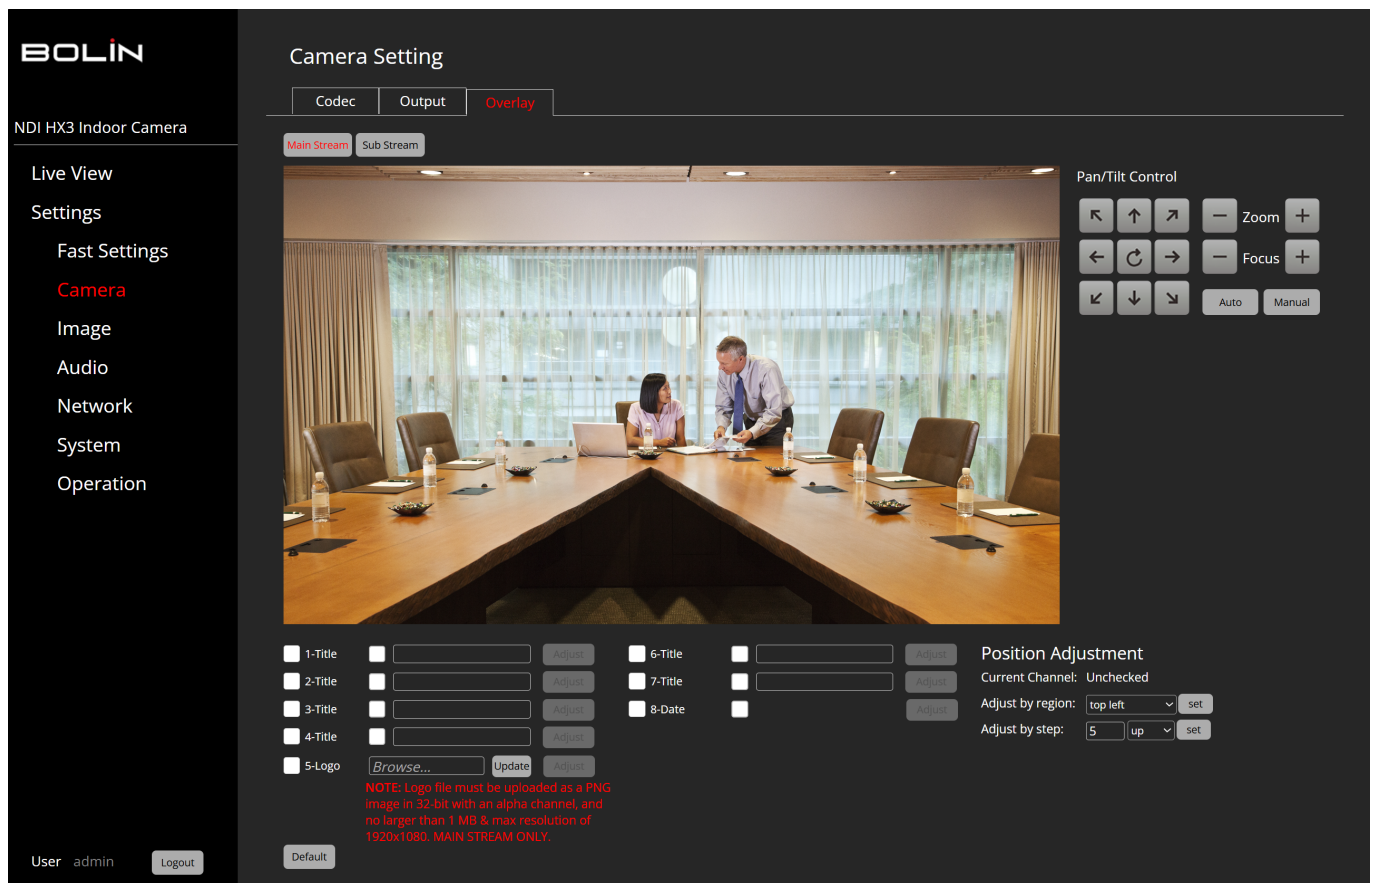 BOLIN
Camera Setting
Codec
Output
Overlay
NDI HX3 Indoor Camera
Main Stream
Sub Stream
Live View
Settings
Fast Settings
Camera
Image
Audio
Network
System
Operation
Pan/Tilt Control
Zoom
Focus
Auto
Manual
1-Title
Adjust
6-Title
Adjust
2-Title
Adjust
7-Title
Adjust
3-Title
Adjust
8-Date
Adjust
4-Title
Adjust
5-Logo
Browse...
Update
Adjust
NOTE: Logo file must be uploaded as a PNG
image in 32-bit with an alpha channel, and
no larger than 1 MB & max resolution of
1920x1080. MAIN STREAM ONLY.
Position Adjustment
Current Channel: Unchecked
Adjust by region: top left set
Adjust by step: 5 up set
Default
User admin
Logout